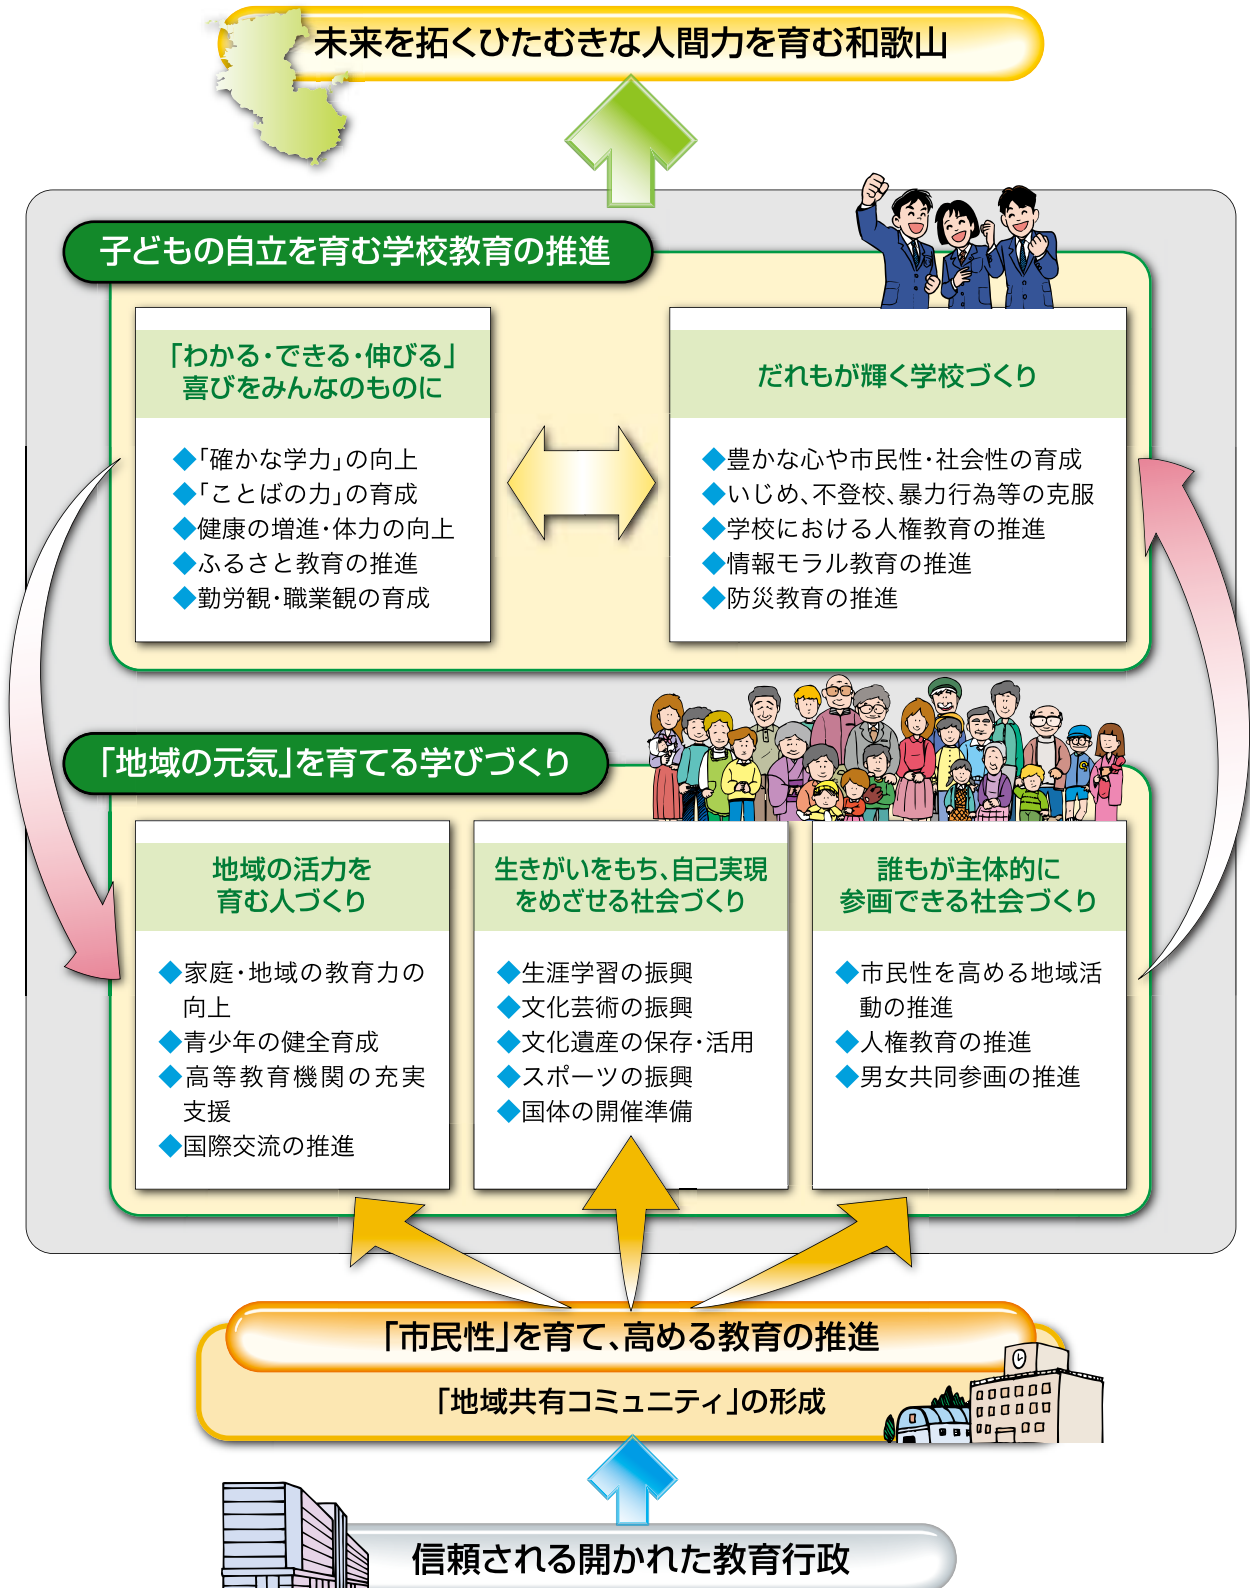 未来を拓くひたむきな人間力を育む和歌山
子どもの自立を育む学校教育の推進
「わかる・できる・伸びる」
喜びをみんなのものに
◆「確かな学力」の向上
◆「ことばの力」の育成
◆健康の増進・体力の向上
◆ふるさと教育の推進
◆勤労観・職業観の育成
だれもが輝く学校づくり
◆豊かな心や市民性・社会性の育成
◆いじめ、不登校、暴力行為等の克服
◆学校における人権教育の推進
◆情報モラル教育の推進
◆防災教育の推進
「地域の元気」を育てる学びづくり
地域の活力を
育む人づくり
◆家庭・地域の教育力の
向上
◆青少年の健全育成
◆高等教育機関の充実
支援
◆国際交流の推進
生きがいをもち、自己実現
をめざせる社会づくり
◆生涯学習の振興
◆文化芸術の振興
◆文化遺産の保存・活用
◆スポーツの振興
◆国体の開催準備
誰もが主体的に
参画できる社会づくり
◆市民性を高める地域活
動の推進
◆人権教育の推進
◆男女共同参画の推進
「市民性」を育て、高める教育の推進
「地域共有コミュニティ」の形成
信頼される開かれた教育行政